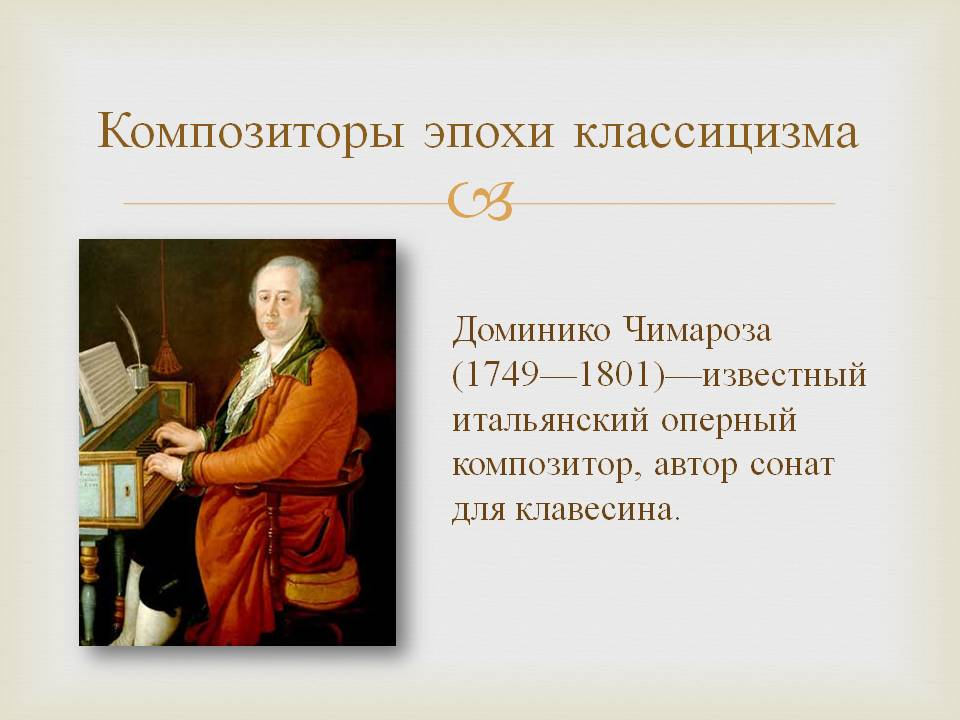 Композиторы эпохи классицизма
Доминико Чимароза
(1749—1801)—известный
итальянский оперный
композитор, автор сонат
для клавесина.